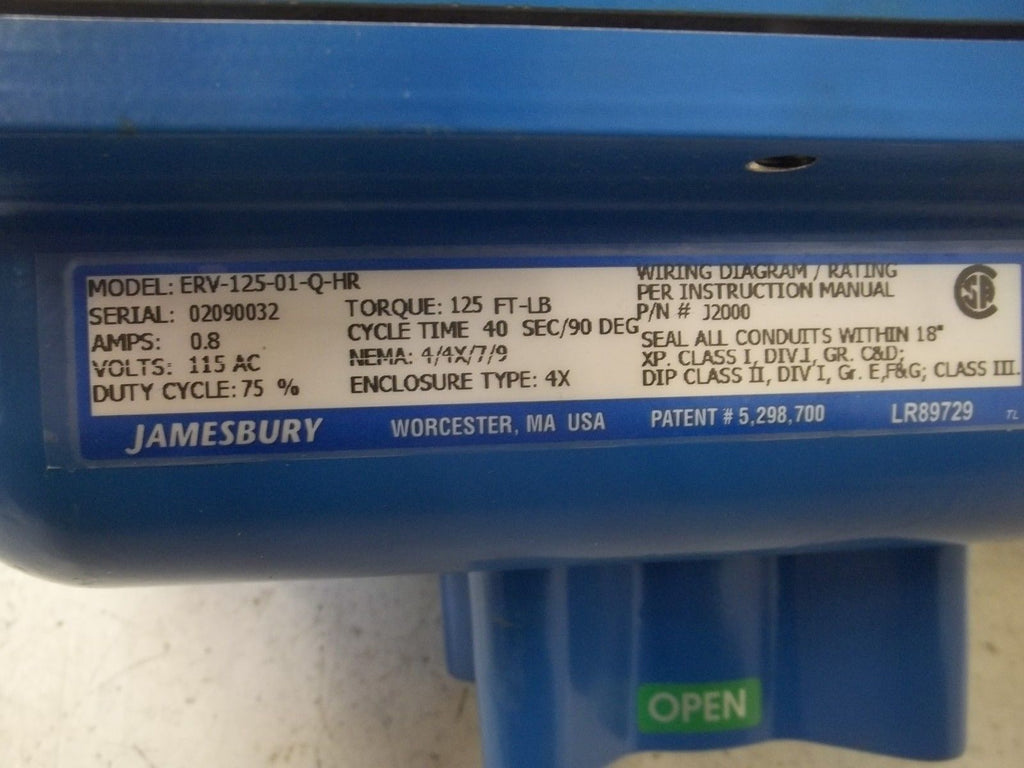 MODEL: ERV-125-01-Q-HR
SERIAL: 02090032
AMPS: 0.8
VOLTS: 115 AC
DUTY CYCLE: 75 %
TORQUE: 125 FT-LB
CYCLE TIME 40 SEC/90 DEG
NEMA: 4/4X/7/9
ENCLOSURE TYPE: 4X
WIRING DIAGRAM / RATING
PER INSTRUCTION MANUAL
P/N # J2000
SEAL ALL CONDUITS WITHIN 18"
XP. CLASS I, DIV.I, GR. C&D;
DIP CLASS II, DIV I, Gr. E,F&G; CLASS III.
SA
JAMESBURY WORCESTER, MA USA PATENT # 5,298,700 LR89729 TL
OPEN